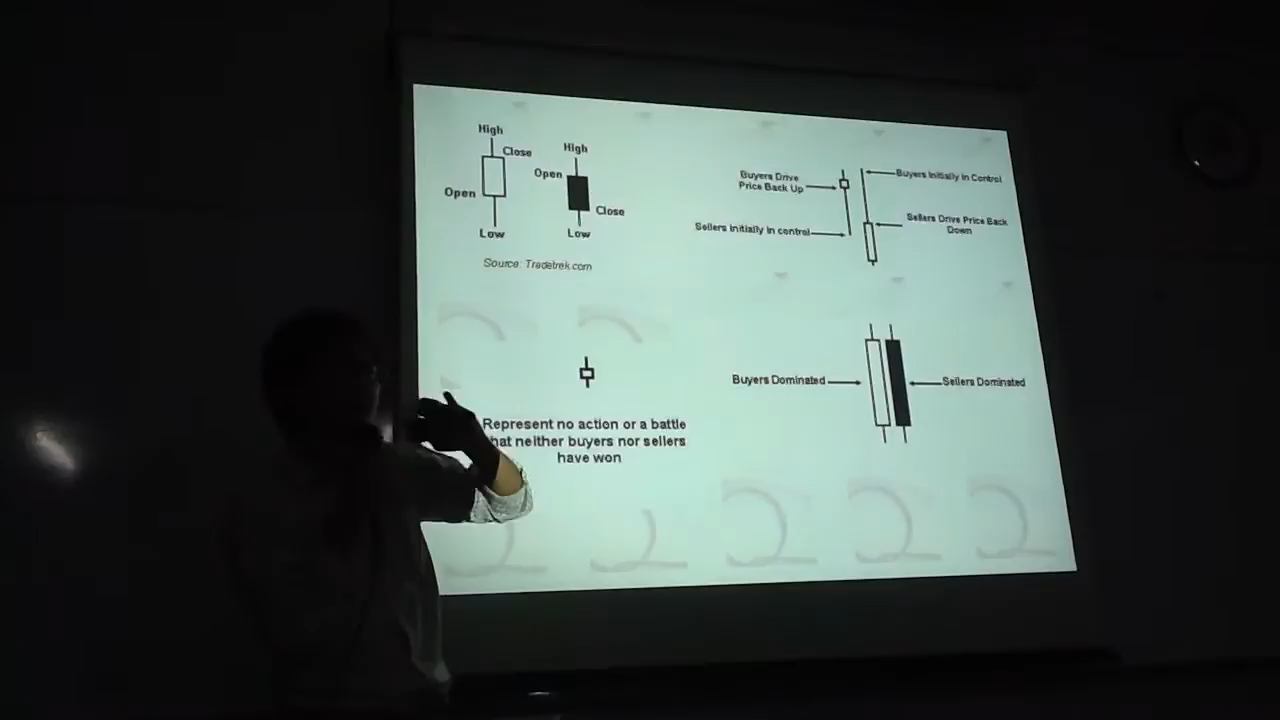 High
Close
Open
Low
High
Open
Close
Low
Source: Tradetrek.com
Buyers Drive
Price Back Up
Sellers Initially in control
Buyers Initially In Control
Sellers Drive Price Back
Down
Represent no action or a battle
hat neither buyers nor sellers
have won
Buyers Dominated
Sellers Dominated